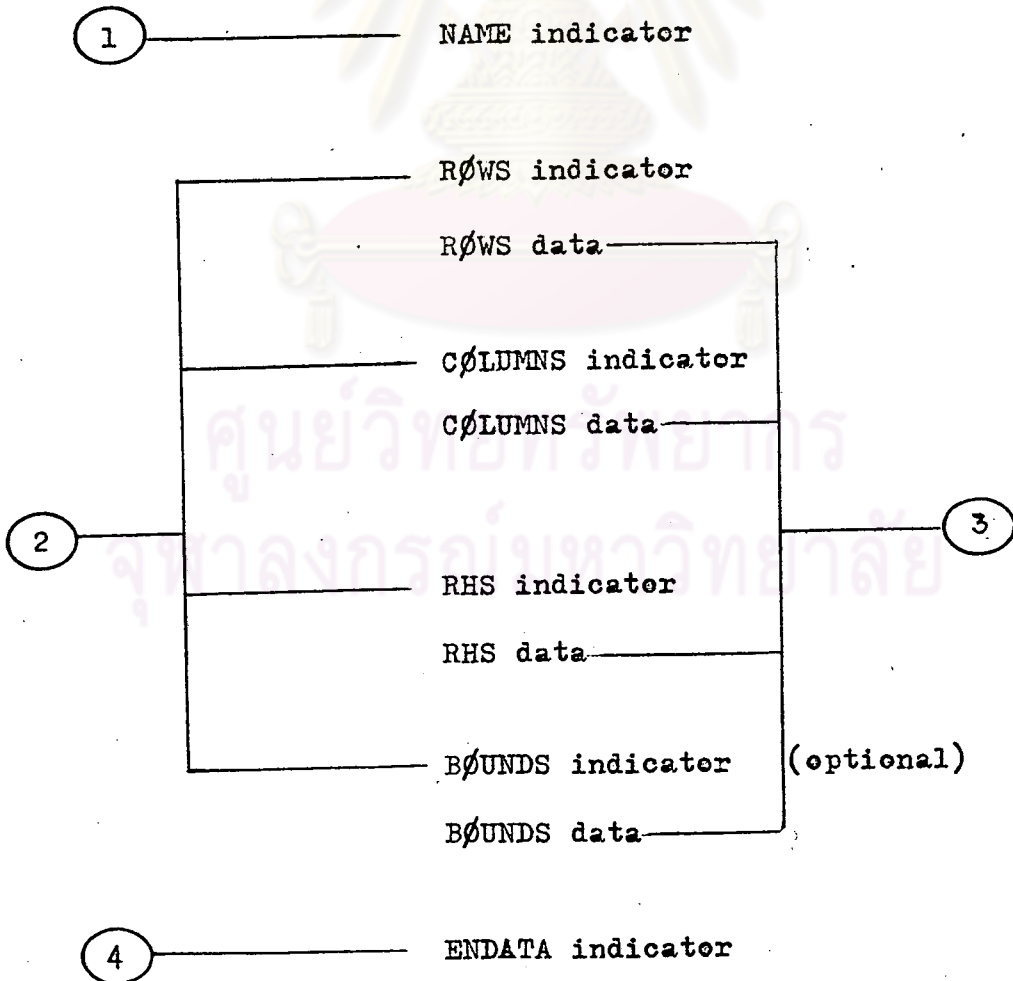 1 NAME indicator
RØWS indicator
RØWS data
CØLUMNS indicator
CØLUMNS data
ศูนย์วิทยทรัพยากร
2
3
จุฬาลงกรณ์มหาวิทยาลัย
RHS indicator
RHS data
BØUNDS indicator (optional)
BØUNDS data
4 ENDATA indicator